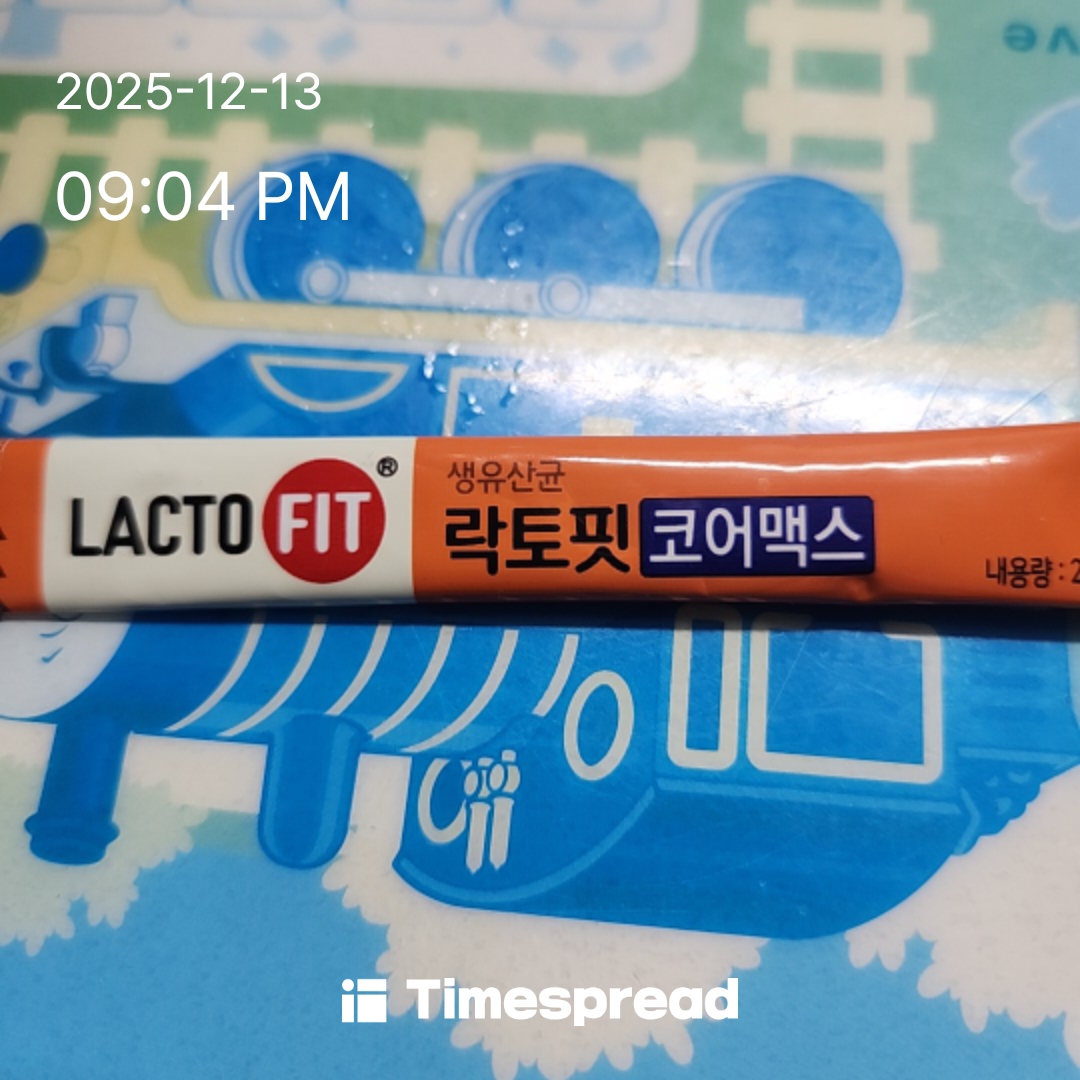 2025-12-13
09:04 PM
LACTO FIT®
생유산균
락토핏 코어맥스
내용량 : 2
Timespread